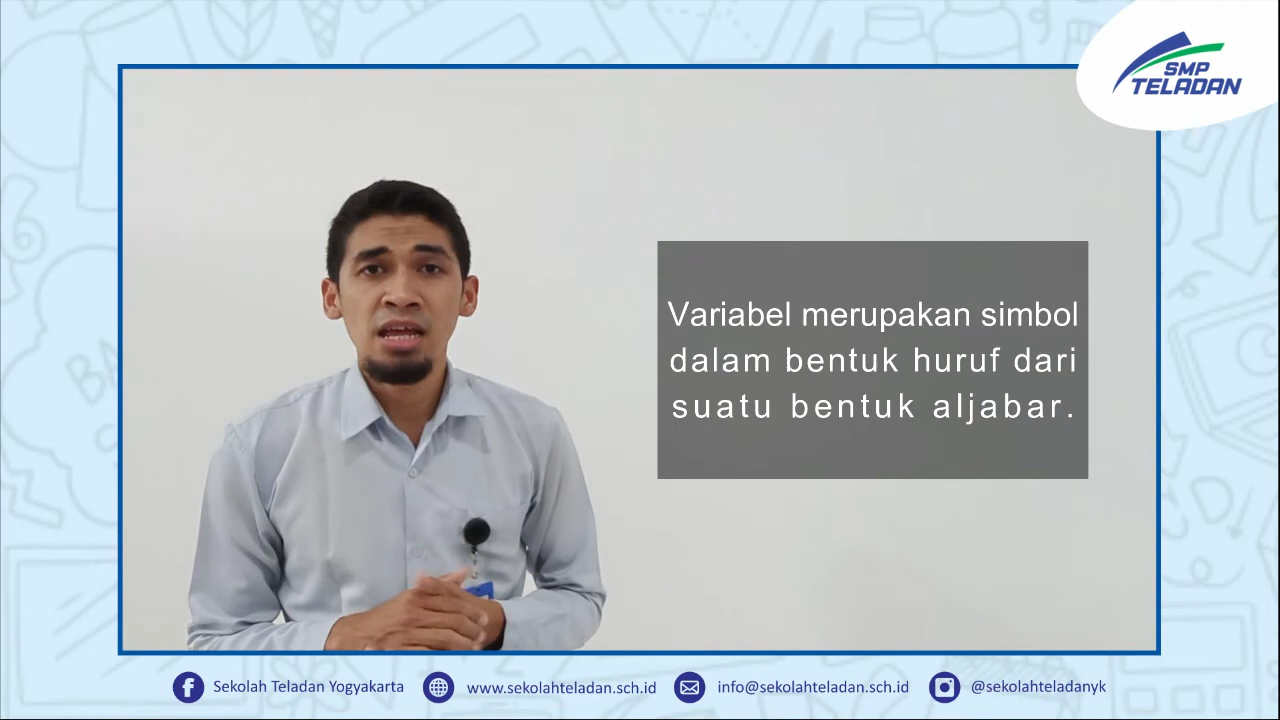 SMP
TELADAN
Variabel merupakan simbol
dalam bentuk huruf dari
suatu bentuk aljabar.
Sekolah Teladan Yogyakarta
www.sekolahteladan.sch.id
info@sekolahteladan.sch.id
@sekolahteladanyk